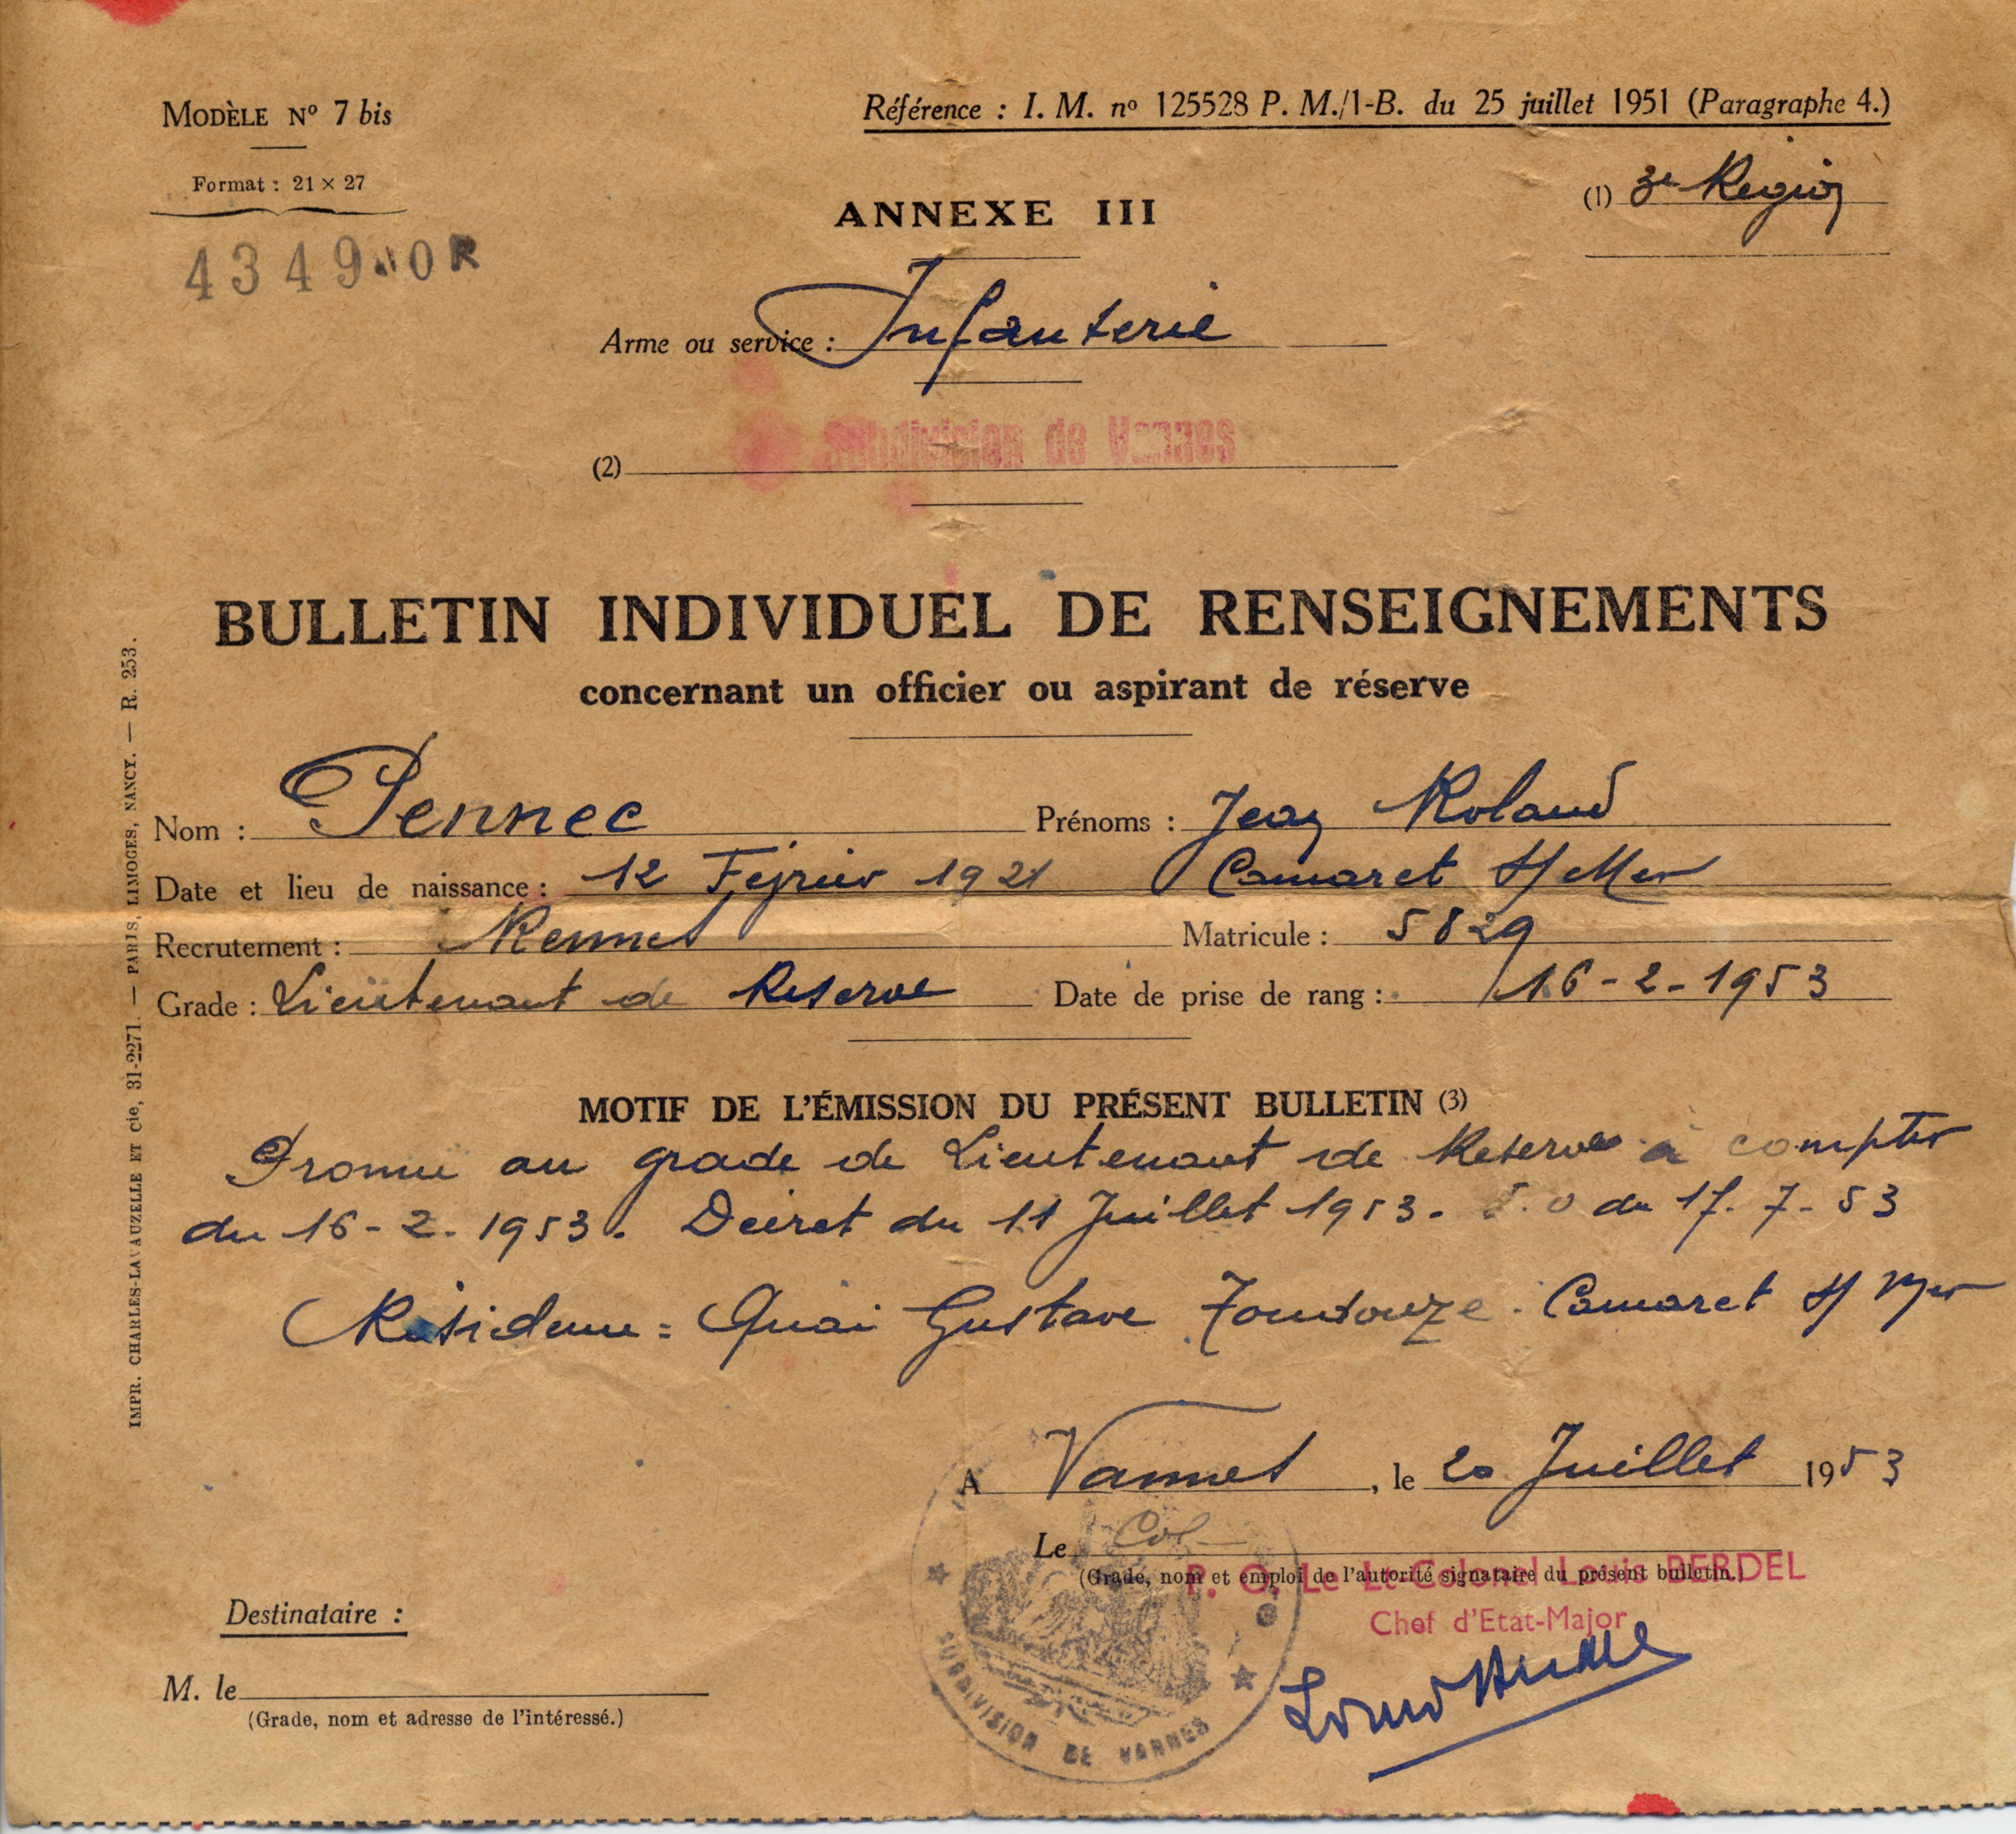 MODÈLE Nº 7 bis
Référence : I. M. nº 125528 P. M./1-B. du 25 juillet 1951 (Paragraphe 4.)
Format : 21 × 27
(1) 3e Région
ANNEXE III
4349 OR
Arme ou service : Infanterie
(2) Subdivision de Vannes
BULLETIN INDIVIDUEL DE RENSEIGNEMENTS
concernant un officier ou aspirant de réserve
Nom : Pennec Prénoms : Jean Roland
Date et lieu de naissance : 12 Février 1921 Camaret s/ Mer
Recrutement : Rennes Matricule : 5829
Grade : Lieutenant de Reserve Date de prise de rang : 16-2-1953
MOTIF DE L'ÉMISSION DU PRÉSENT BULLETIN (3)
Promu au grade de Lieutenant de Reserve à compter
du 16-2-1953. Décret du 11 Juillet 1953. J.O du 17-7-53
Résidence = Quai Gustave Toudouze - Camaret s/ Mer
A Vannes, le 20 Juillet 1953
Le Col
(Grade, nom et emploi de l'autorité signataire du présent bulletin.)
P. O. Le Lt-Colonel Louis BERDEL
Chef d'Etat-Major
Destinataire :
M. le
(Grade, nom et adresse de l'intéressé.)
SUBDIVISION DE VANNES
IMPR. CHARLES-LAVAUZELLE ET Cie, 31-2271. — PARIS, LIMOGES, NANCY. — R. 253.